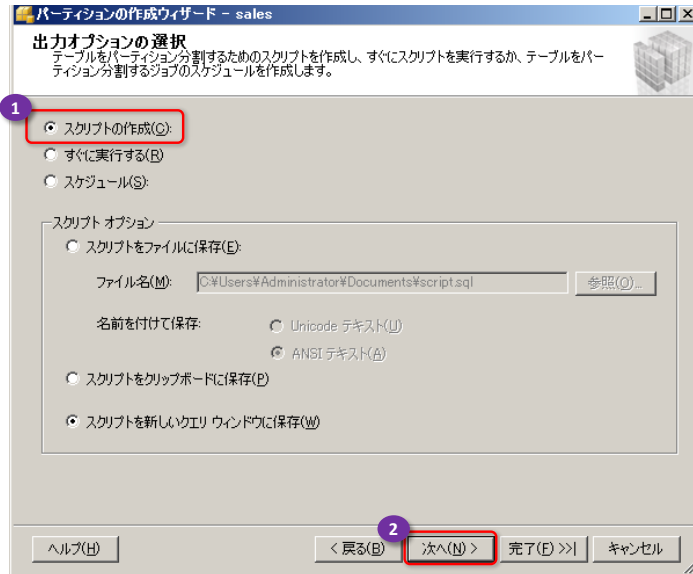 パーティションの作成ウィザード - sales
出力オプションの選択
テーブルをパーティション分割するためのスクリプトを作成し、すぐにスクリプトを実行するか、テーブルをパー
ティション分割するジョブのスケジュールを作成します。
1
スクリプトの作成(C):
すぐに実行する(R)
スケジュール(S):
スクリプト オプション
スクリプトをファイルに保存(E):
ファイル名(M): C:¥Users¥Administrator¥Documents¥script.sql 参照(O)...
名前を付けて保存: Unicode テキスト(U)
ANSI テキスト(A)
スクリプトをクリップボードに保存(P)
スクリプトを新しいクエリ ウィンドウに保存(W)
2
ヘルプ(H) < 戻る(B) 次へ(N) > 完了(F) >>| キャンセル